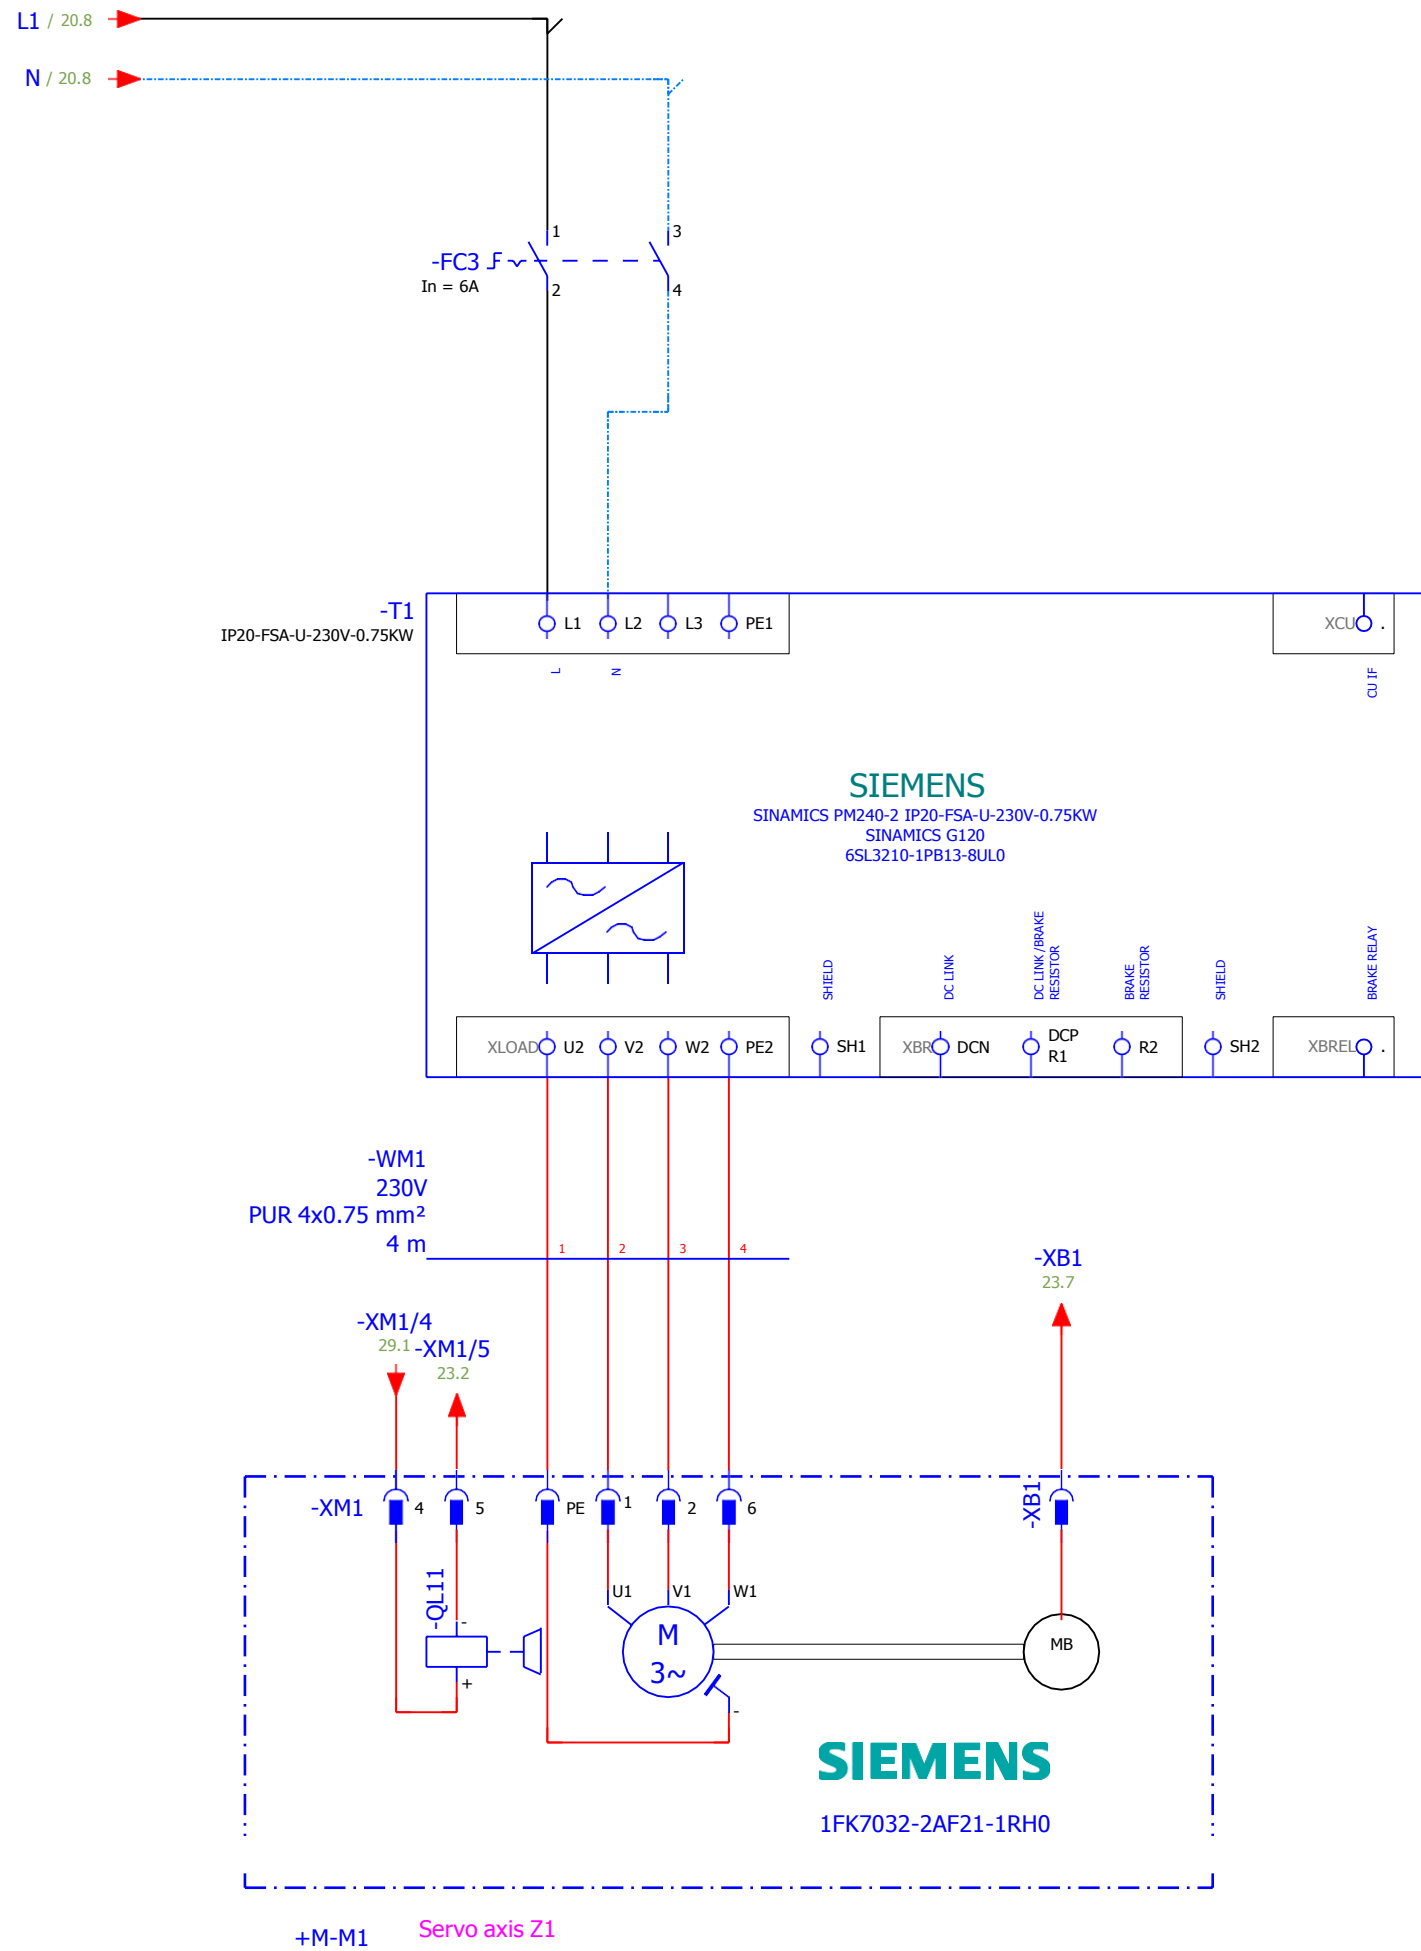 L1 / 20.8
N / 20.8
1
3
-FC3
In = 6A
2
4
-T1
IP20-FSA-U-230V-0.75KW
L1
L2
L3
PE1
XCU
.
L
N
CU IF
SIEMENS
SINAMICS PM240-2 IP20-FSA-U-230V-0.75KW
SINAMICS G120
6SL3210-1PB13-8UL0
SHIELD
DC LINK
DC LINK/BRAKE
RESISTOR
BRAKE
RESISTOR
SHIELD
BRAKE RELAY
XLOAD
U2
V2
W2
PE2
SH1
XBR
DCN
DCP
R1
R2
SH2
XBREL
.
-WM1
230V
PUR 4x0.75 mm²
4 m
1
2
3
4
-XB1
23.7
-XM1/4
29.1
-XM1/5
23.2
-XM1
4
5
PE
1
2
6
-XB1
-QL11
-
+
U1
V1
W1
M
3~
-
MB
SIEMENS
1FK7032-2AF21-1RH0
+M-M1
Servo axis Z1